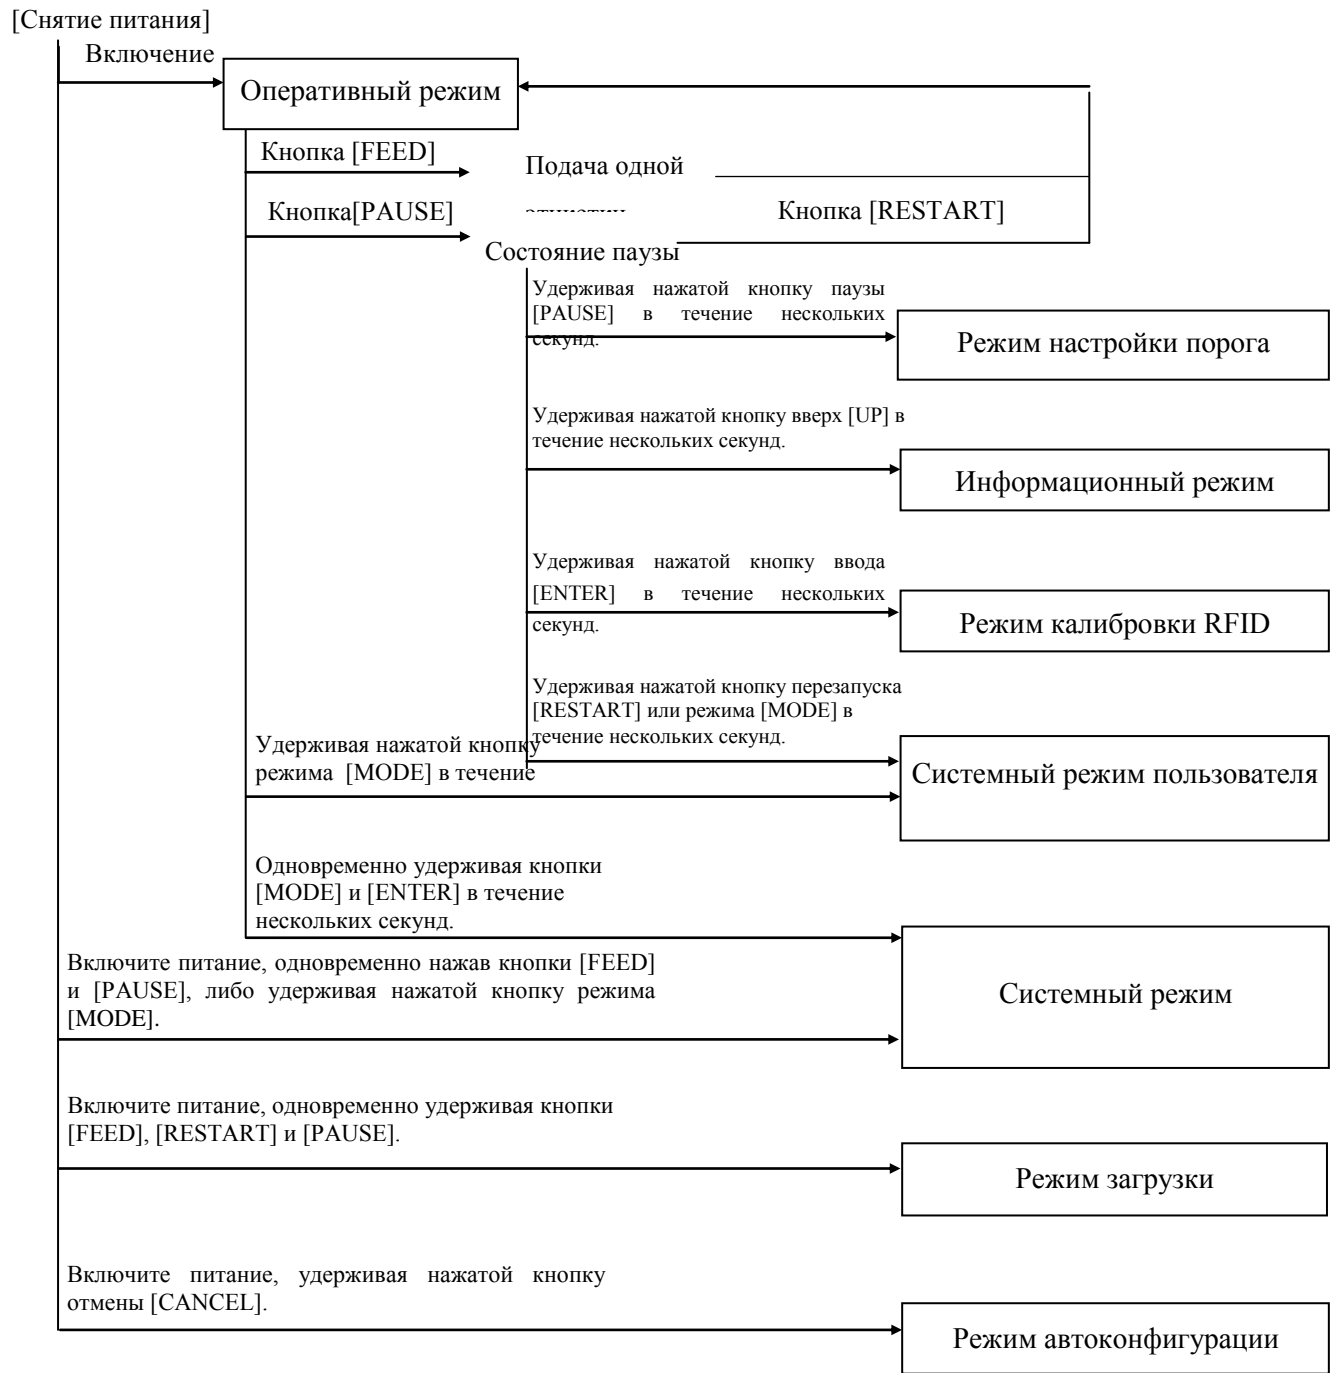 [Снятие питания]
Включение
Оперативный режим
Кнопка [FEED]
Подача одной
Кнопка[PAUSE]
Кнопка [RESTART]
Состояние паузы
Удерживая нажатой кнопку паузы
[PAUSE] в течение нескольких
секунд.
Режим настройки порога
Удерживая нажатой кнопку вверх [UP] в
течение нескольких секунд.
Информационный режим
Удерживая нажатой кнопку ввода
[ENTER] в течение нескольких
секунд.
Режим калибровки RFID
Удерживая нажатой кнопку перезапуска
[RESTART] или режима [MODE] в
течение нескольких секунд.
Удерживая нажатой кнопку
режима [MODE] в течение
Системный режим пользователя
Одновременно удерживая кнопки
[MODE] и [ENTER] в течение
нескольких секунд.
Включите питание, одновременно нажав кнопки [FEED]
и [PAUSE], либо удерживая нажатой кнопку режима
[MODE].
Системный режим
Включите питание, одновременно удерживая кнопки
[FEED], [RESTART] и [PAUSE].
Режим загрузки
Включите питание, удерживая нажатой кнопку
отмены [CANCEL].
Режим автоконфигурации